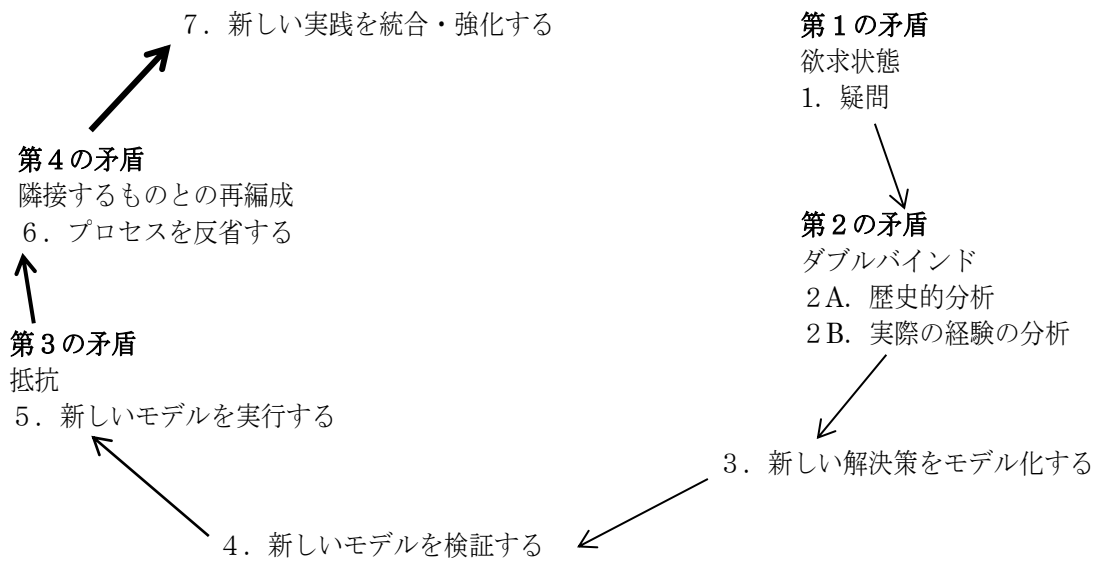 7．新しい実践を統合・強化する
第1の矛盾
欲求状態
1. 疑問
第4の矛盾
隣接するものとの再編成
6．プロセスを反省する
第2の矛盾
ダブルバインド
2A. 歴史的分析
2B. 実際の経験の分析
第3の矛盾
抵抗
5．新しいモデルを実行する
3．新しい解決策をモデル化する
4．新しいモデルを検証する